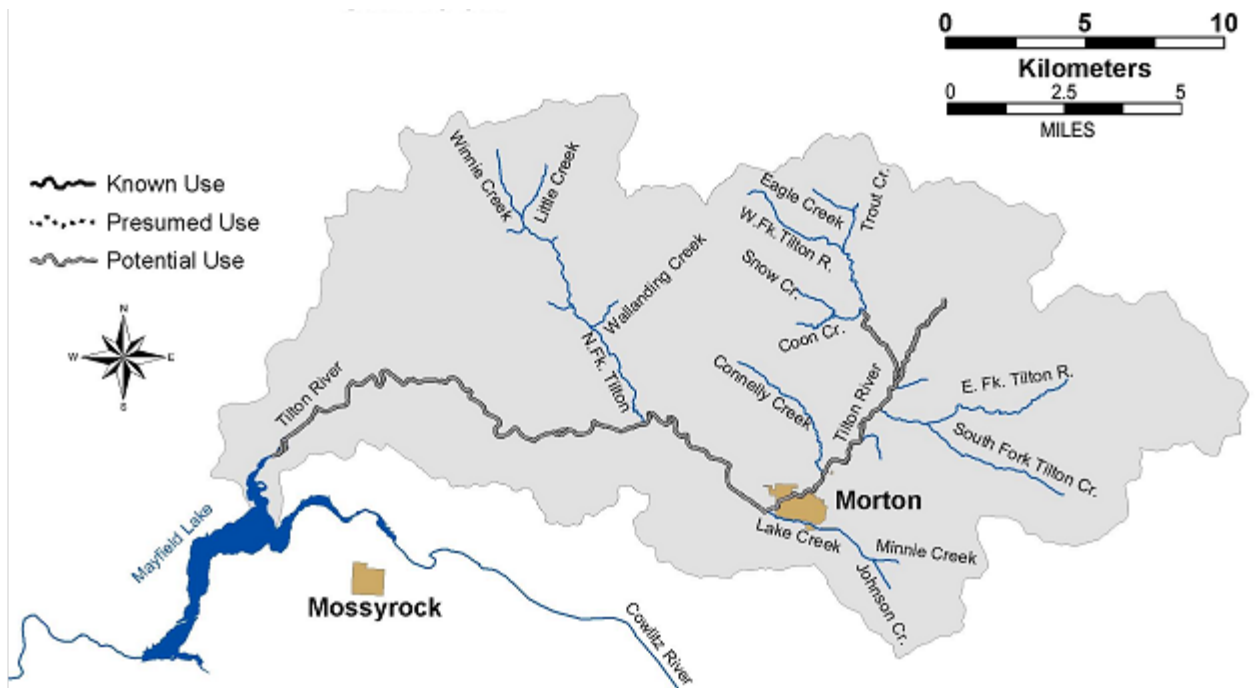 0 5 10
Kilometers
0 2.5 5
MILES
Known Use
Presumed Use
Potential Use
N
W E
S
Winnie Creek
Little Creek
Wallanding Creek
N.Fk. Tilton
Tilton River
Eagle Creek
Trout Cr.
W.Fk. Tilton R.
Snow Cr.
Coon Cr.
Connelly Creek
Tilton River
E. Fk. Tilton R.
South Fork Tilton Cr.
Morton
Lake Creek
Minnie Creek
Johnson Cr.
Mayfield Lake
Mossyrock
Cowlitz River